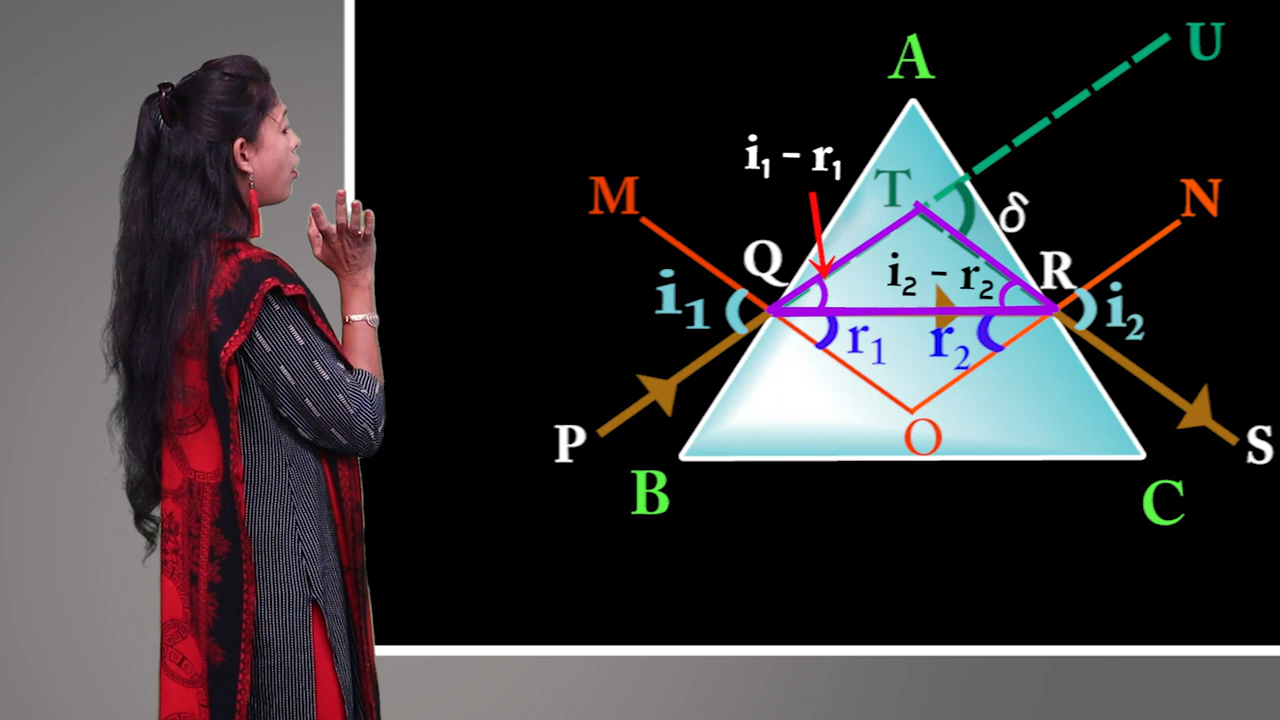 U
A
i₁ - r₁
M
T
N
δ
Q
R
i₂ - r₂
i₁
i₂
r₁
r₂
P
O
S
B
C